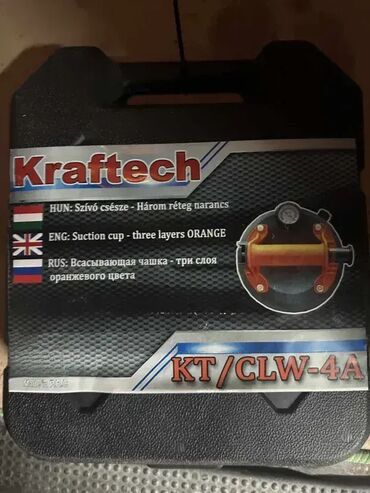 Kraftech
HUN: Szívó csésze - Három réteg narancs
ENG: Suction cup - three layers ORANGE
RUS: Всасывающая чашка - три слоя
оранжевого цвета
KT/CLW-4A